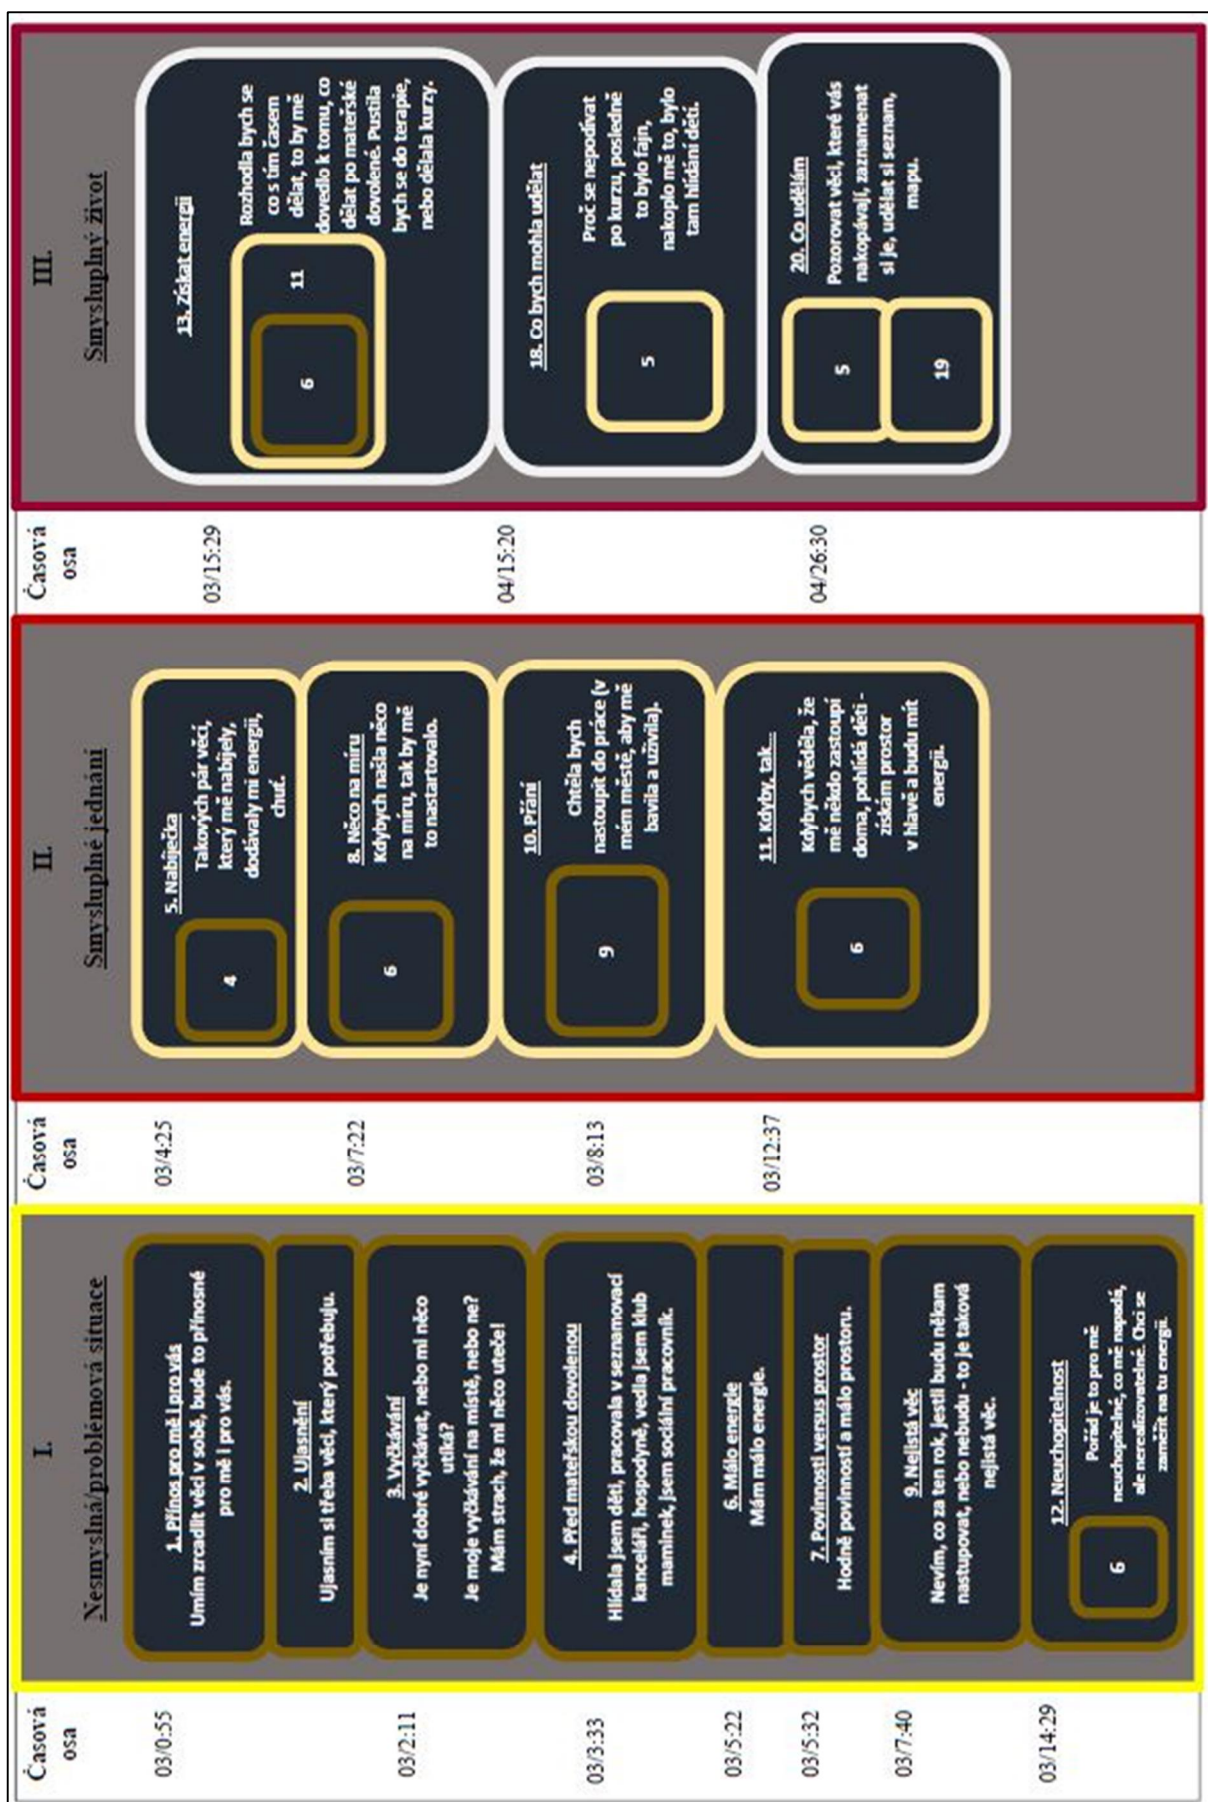 Časová
osa
I.
Nesmyslná/problémová situace
03/0:55
1. Přínos pro mě i pro vás
Umím zrcadlit věci v sobě, bude to přínosné
pro mě i pro vás.
2 Ujasnění
Ujasním si třeba věci, který potřebuju.
03/2:11
3. Vyčkávání
Je nyní dobré vyčkávat, nebo mi něco
utíká?
Je moje vyčkávání na místě, nebo ne?
Mám strach, že mi něco uteče!
03/3:33
4. Před mateřskou dovolenou
Hlídala jsem děti, pracovala v seznamovací
kanceláři, hospodyně, vedla jsem klub
maminek, jsem sociální pracovník.
03/5:22
6. Málo energie
Mám málo energie.
03/5:32
7. Povinnosti versus prostor
Hodně povinností a málo prostoru.
03/7:40
9. Nejistá věc
Nevím, co za ten rok, jestli budu někam
nastupovat, nebo nebudu - to je taková
nejistá věc.
03/14:29
12. Neuchopitelnost
Pořád je to pro mě
neuchopitelné, co mě napadá,
ale nerealizovatelné. Chci se
zaměřit na tu energii.
6
Časová
osa
II.
Smysluplné jednání
03/4:25
5. Nabíječka
Takových pár věcí,
který mě nabíjely,
dodávaly mi energii,
chuť.
4
03/7:22
8. Něco na míru
Kdybych našla něco
na míru, tak by mě
to nastartovalo.
6
03/8:13
10. Přání
Chtěla bych
nastoupit do práce (v
mém městě, aby mě
bavila a uživila).
9
03/12:37
11. Kdyby, tak...
Kdybych věděla, že
mě někdo zastoupí
doma, pohlídá děti -
získám prostor
v hlavě a budu mít
energii.
6
Časová
osa
III.
Smysluplný život
03/15:29
13. Získat energii
Rozhodla bych se
co s tím časem
dělat, to by mě
dovedlo k tomu, co
dělat po mateřské
dovolené. Pustila
bych se do terapie,
nebo dělala kurzy.
6
11
04/15:20
18. Co bych mohla udělat
Proč se nepodívat
po kurzu, posledně
to bylo fajn,
nakoplo mě to, bylo
tam hlídání dětí.
5
04/26:30
20. Co udělám
Pozorovat věci, které vás
nakopávají, zaznamenat
si je, udělat si seznam,
mapu.
5
19